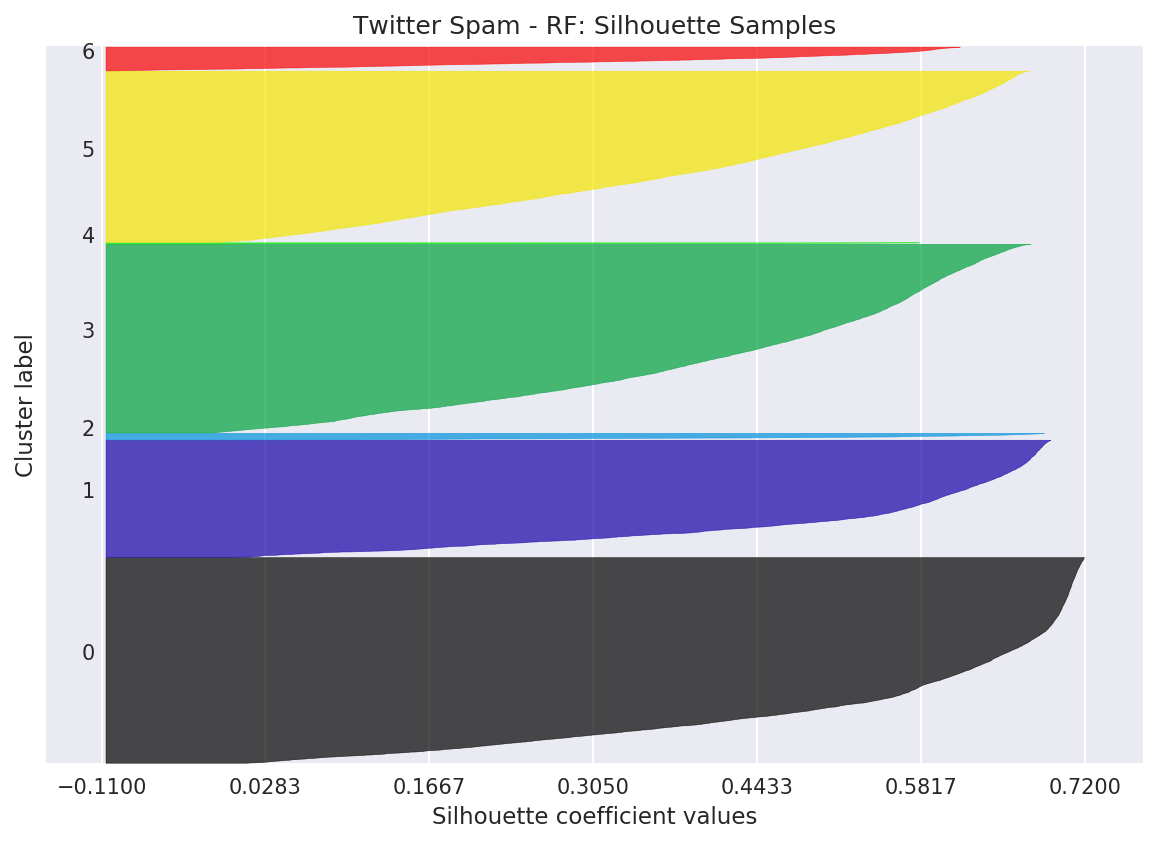 Twitter Spam - RF: Silhouette Samples
6
5
4
3
2
1
0
Cluster label
−0.1100 0.0283 0.1667 0.3050 0.4433 0.5817 0.7200
Silhouette coefficient values